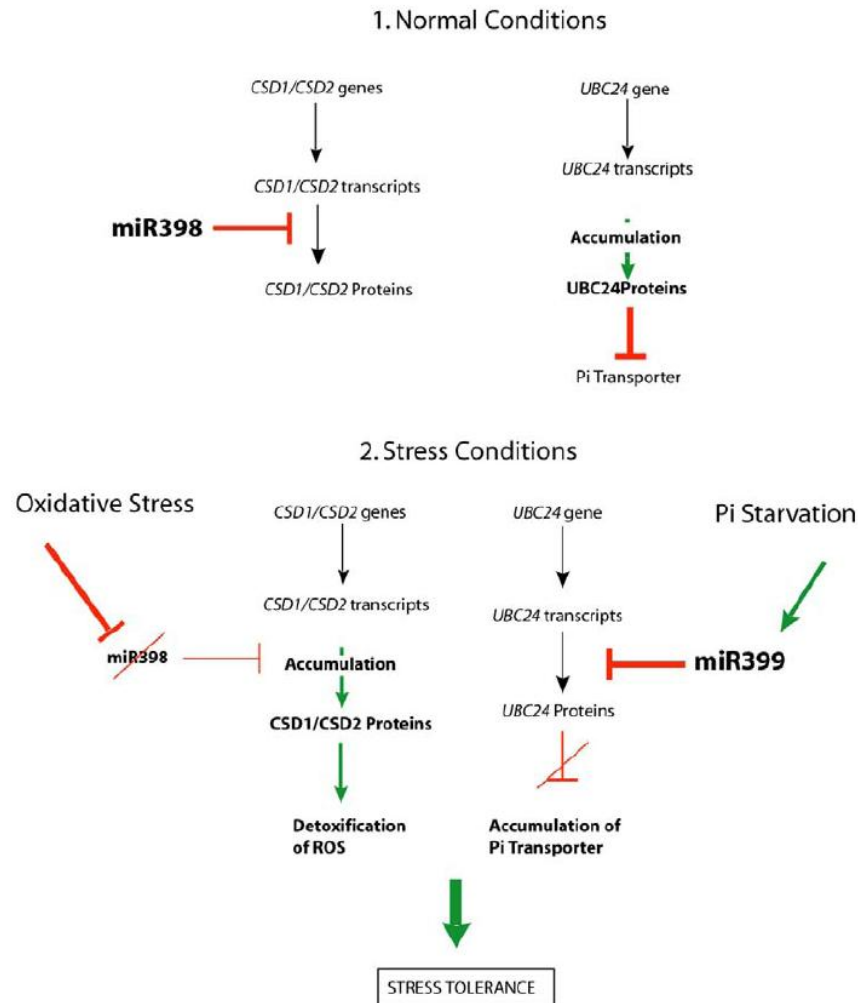 1. Normal Conditions
CSD1/CSD2 genes
UBC24 gene
CSD1/CSD2 transcripts
UBC24 transcripts
miR398
Accumulation
CSD1/CSD2 Proteins
UBC24Proteins
Pi Transporter
2. Stress Conditions
Oxidative Stress
CSD1/CSD2 genes
UBC24 gene
Pi Starvation
CSD1/CSD2 transcripts
UBC24 transcripts
miR398
Accumulation
miR399
CSD1/CSD2 Proteins
UBC24 Proteins
Detoxification
of ROS
Accumulation of
Pi Transporter
STRESS TOLERANCE